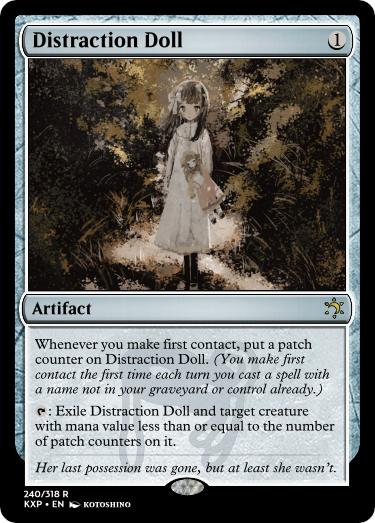 Distraction Doll 1
Artifact
Whenever you make first contact, put a patch
counter on Distraction Doll. (You make first
contact the first time each turn you cast a spell with
a name not in your graveyard or control already.)
: Exile Distraction Doll and target creature
with mana value less than or equal to the number
of patch counters on it.
Her last possession was gone, but at least she wasn't.
240/318 R
KXP • EN KOTOSHINO